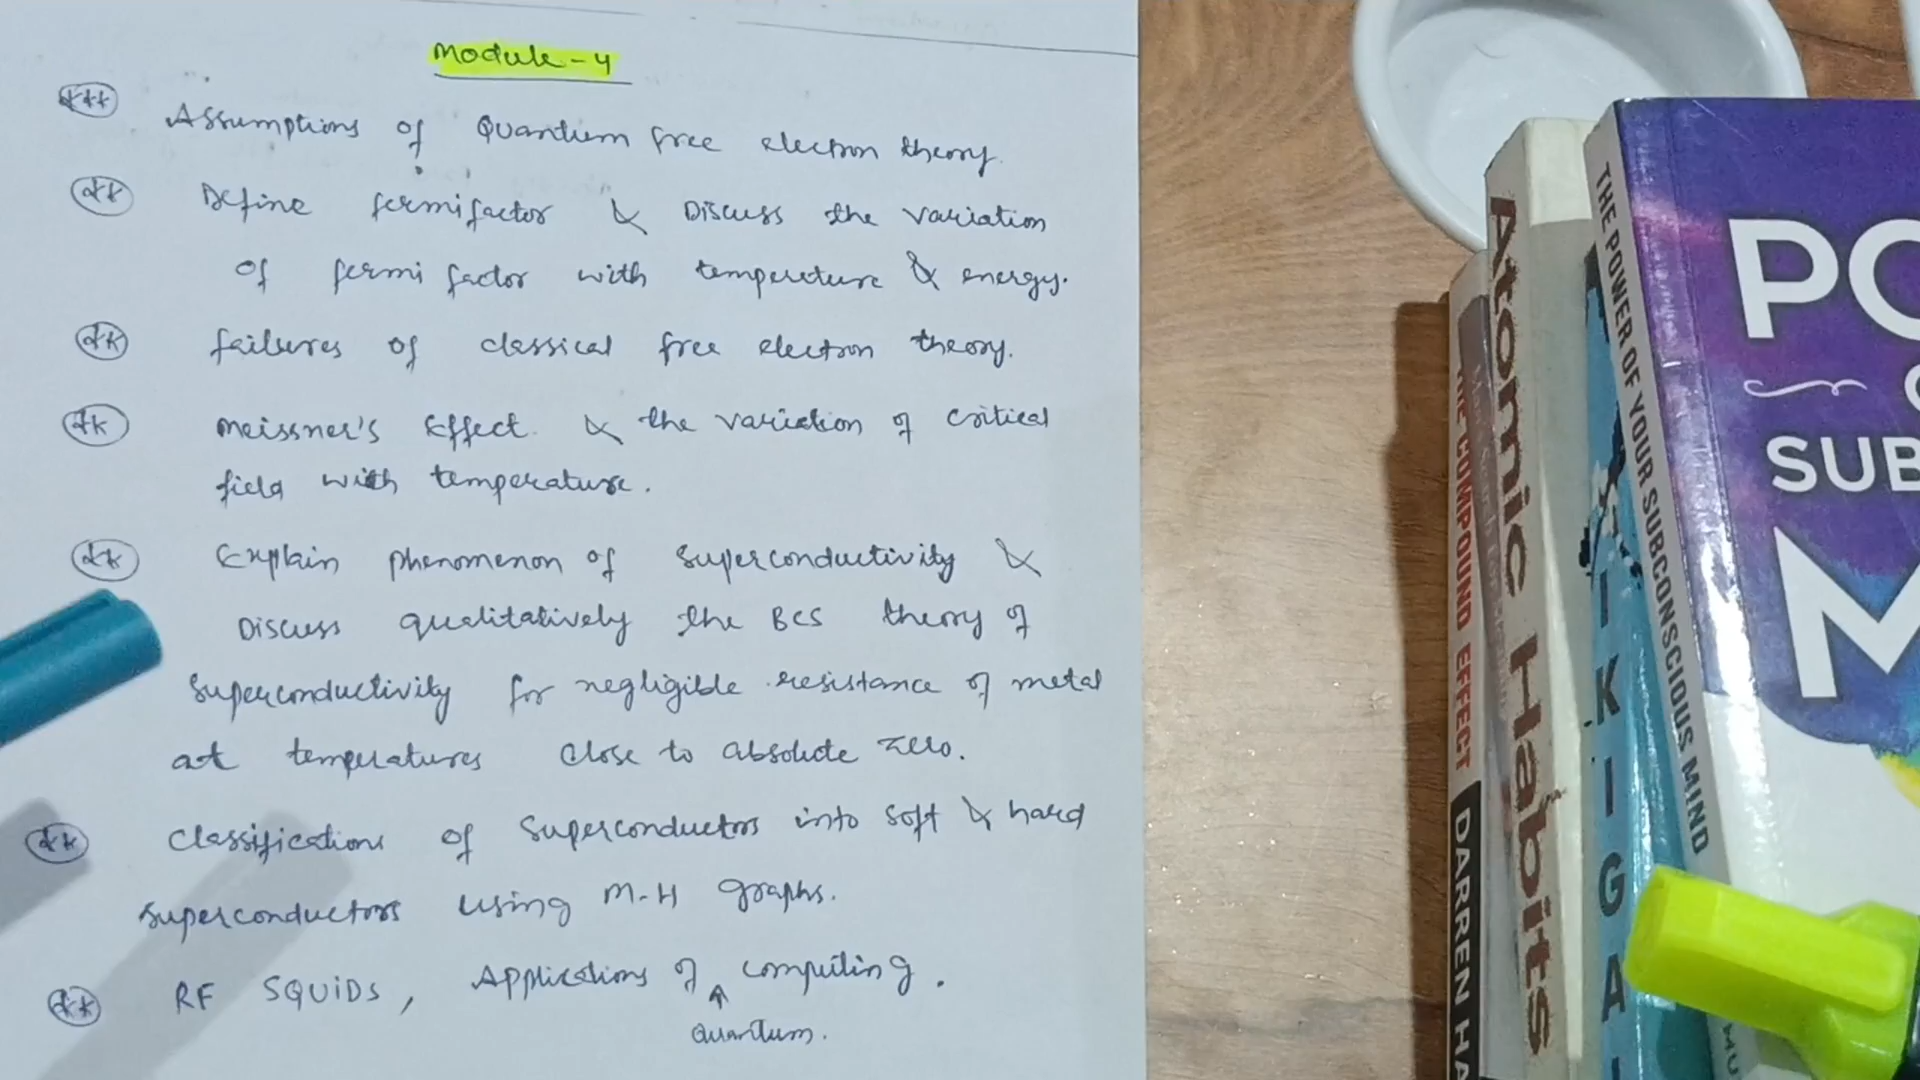 Module-4
*** Assumptions of Quantum free electron theory.
** Define fermifactor & Discuss the variation
of fermi factor with temperature & energy.
** failures of classical free electron theory.
** Meissner's Effect. & the variation of critical
field with temperature.
** Explain phenomenon of superconductivity &
Discuss qualitatively the BCS theory of
superconductivity for negligible resistance of metal
at temperatures close to absolute zero.
** Classifications of superconductors into soft & hard
superconductors using M-H graphs.
** RF SQUIDS, Applications of computing.
Quantum.
THE COMPOUND EFFECT
DARREN HA
Atomic Habits
IKIGAI
THE POWER OF YOUR SUBCONSCIOUS MIND
PO
SUB
M